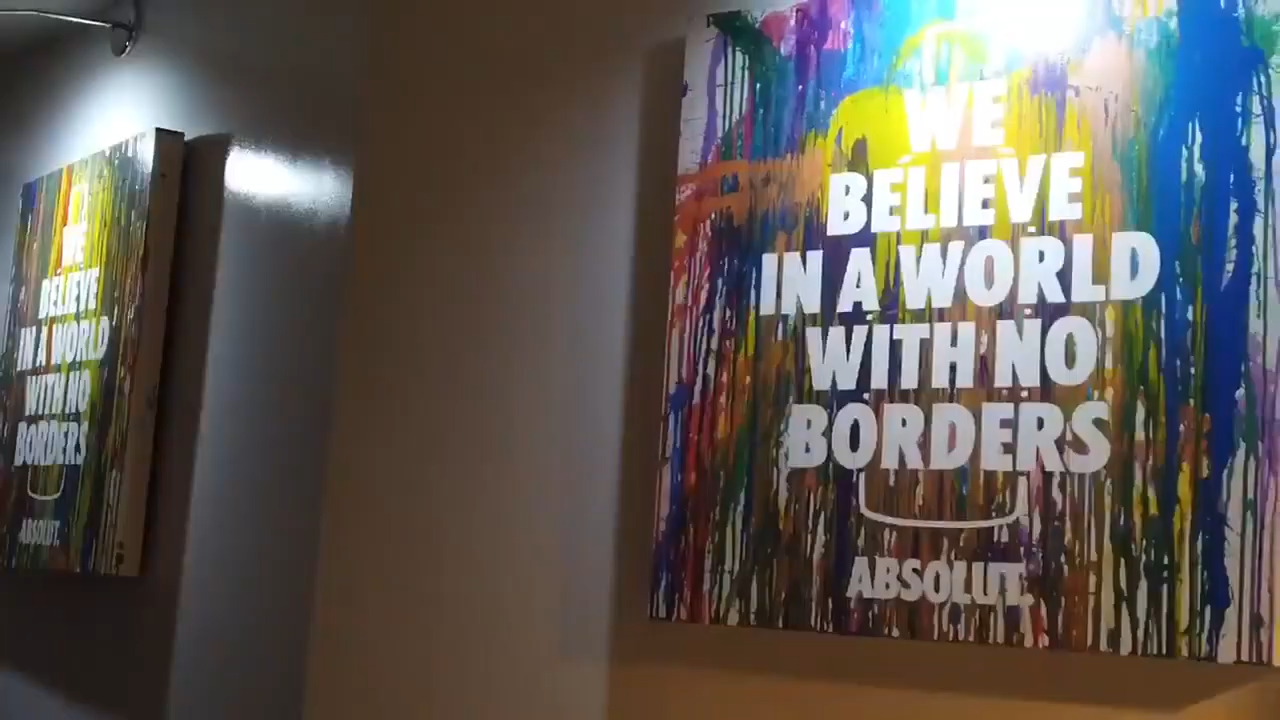 WE
BELIEVE
IN A WORLD
WITH NO
BORDERS
ABSOLUT.
WE
BELIEVE
IN A WORLD
WITH NO
BORDERS
ABSOLUT.